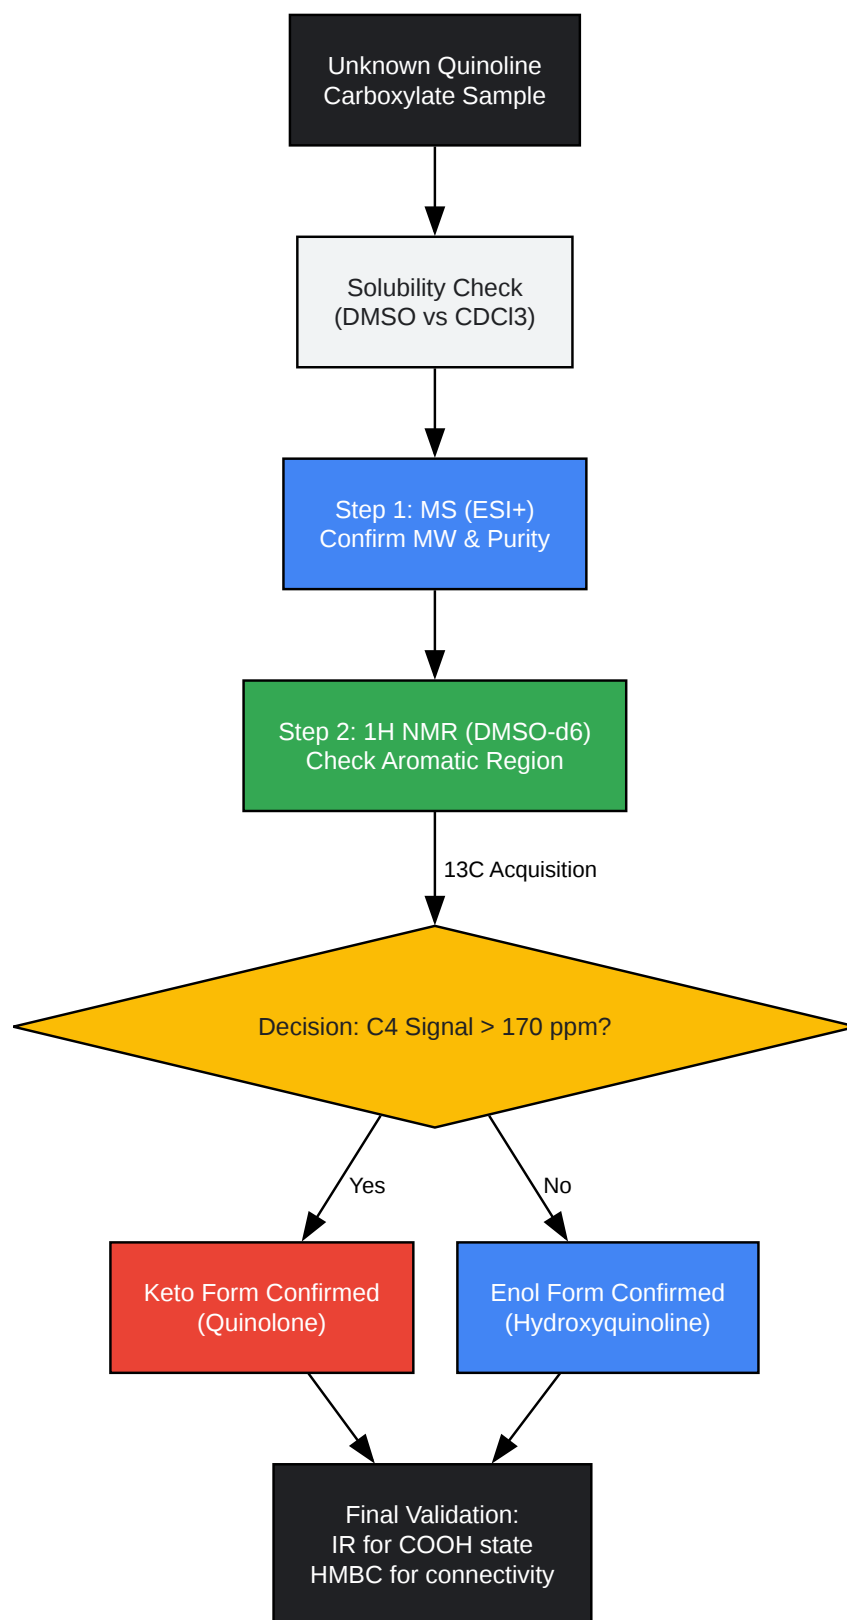 Unknown Quinoline
Carboxylate Sample
Solubility Check
(DMSO vs CDCl3)
Step 1: MS (ESI+)
Confirm MW & Purity
Step 2: 1H NMR (DMSO-d6)
Check Aromatic Region
13C Acquisition
Decision: C4 Signal > 170 ppm?
Yes
No
Keto Form Confirmed
(Quinolone)
Enol Form Confirmed
(Hydroxyquinoline)
Final Validation:
IR for COOH state
HMBC for connectivity